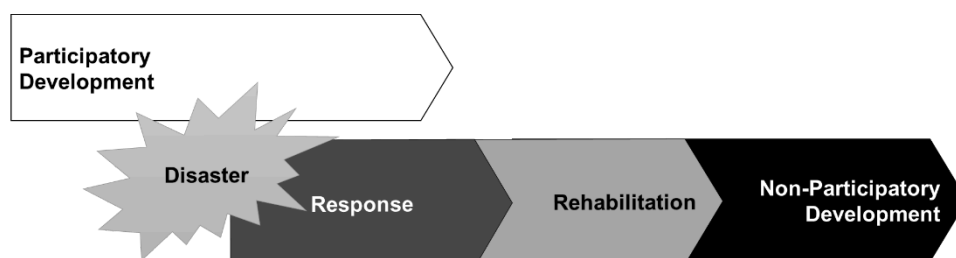 Participatory
Development
Disaster
Response
Rehabilitation
Non-Participatory
Development